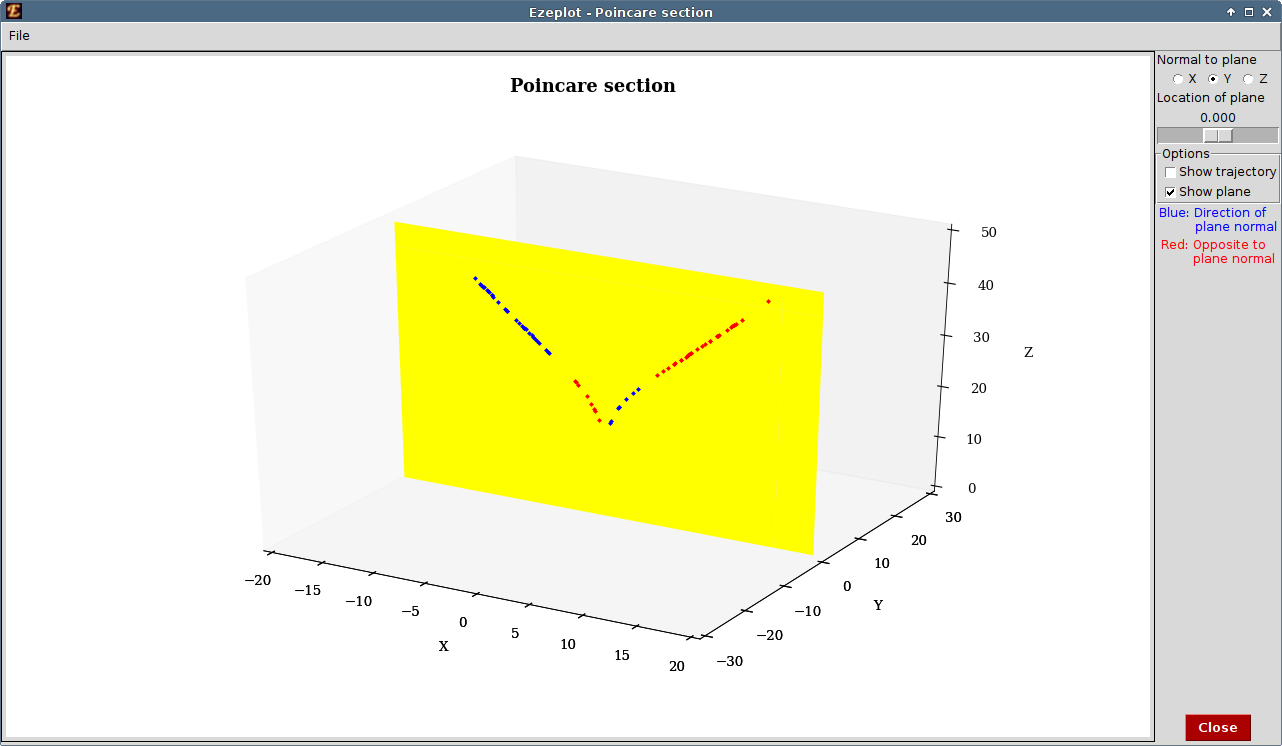 Ezeplot - Poincare section
File
Poincare section
Normal to plane
X Y Z
Location of plane
0.000
Options
Show trajectory
Show plane
Blue: Direction of
plane normal
Red: Opposite to
plane normal
50
40
30
20
10
0
Z
30
20
10
0
−10
−20
−30
Y
−20
−15
−10
−5
0
5
10
15
20
X
Close